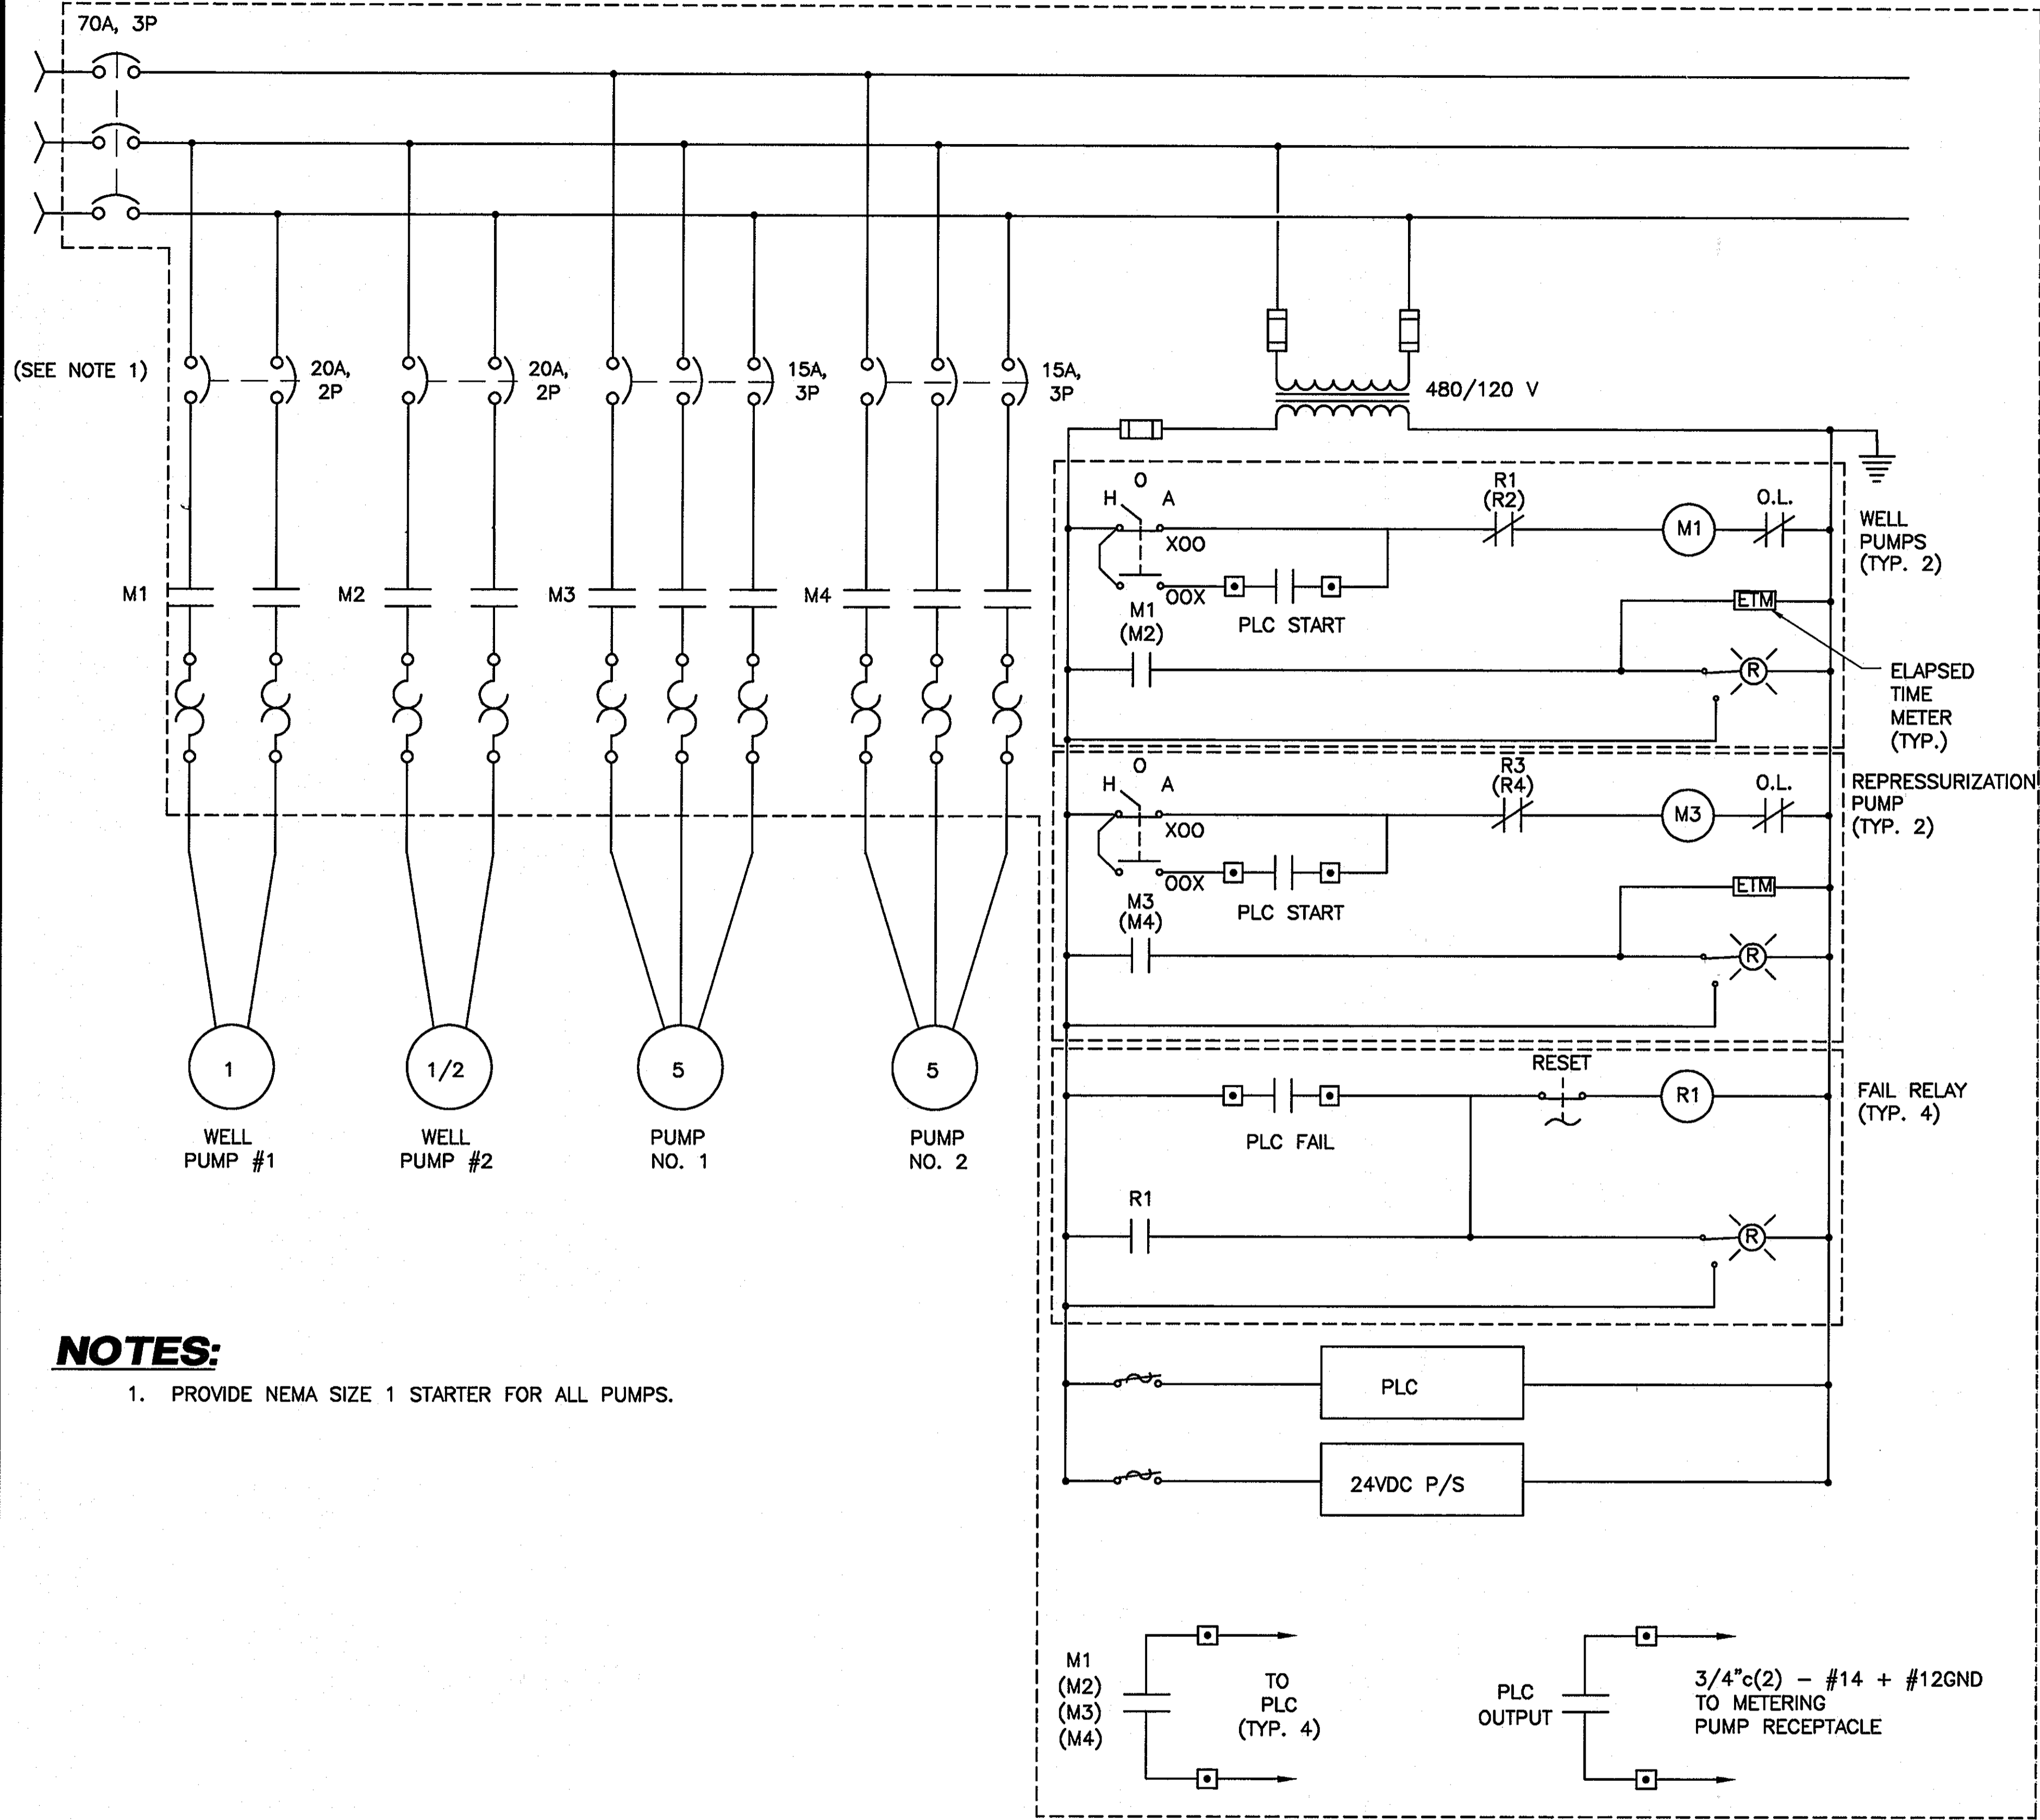 70A, 3P
(SEE NOTE 1)
20A,
2P
20A,
2P
15A,
3P
15A,
3P
480/120 V
M1
M2
M3
M4
1
1/2
5
5
WELL
PUMP #1
WELL
PUMP #2
PUMP
NO. 1
PUMP
NO. 2
H O A
XOO
OOX
R1
(R2)
M1
O.L.
WELL
PUMPS
(TYP. 2)
M1
(M2)
PLC START
ETM
R
ELAPSED
TIME
METER
(TYP.)
H O A
XOO
OOX
R3
(R4)
M3
O.L.
REPRESSURIZATION
PUMP
(TYP. 2)
M3
(M4)
PLC START
ETM
R
RESET
R1
FAIL RELAY
(TYP. 4)
PLC FAIL
R1
R
PLC
24VDC P/S
NOTES:
1. PROVIDE NEMA SIZE 1 STARTER FOR ALL PUMPS.
M1
(M2)
(M3)
(M4)
TO
PLC
(TYP. 4)
PLC
OUTPUT
3/4"c(2) - #14 + #12GND
TO METERING
PUMP RECEPTACLE